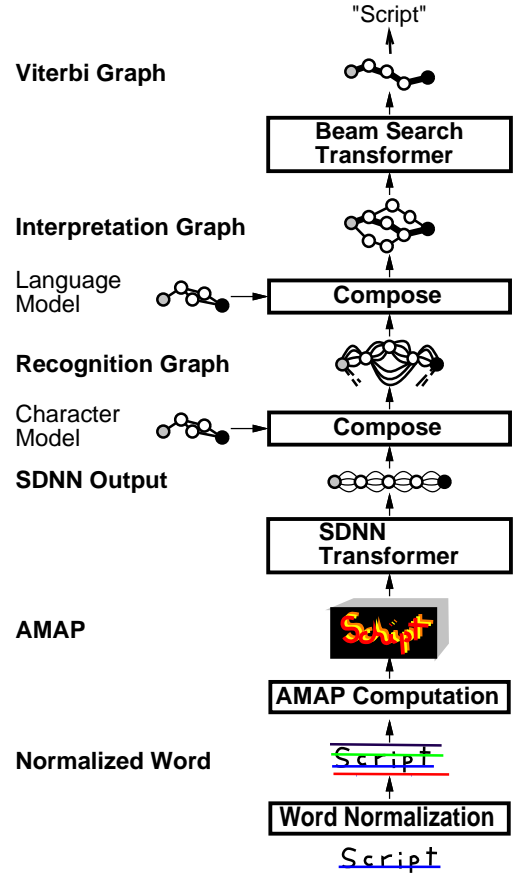 "Script"
Viterbi Graph
Beam Search
Transformer
Interpretation Graph
Language
Model
Compose
Recognition Graph
Character
Model
Compose
SDNN Output
SDNN
Transformer
AMAP
Script
AMAP Computation
Normalized Word
Script
Word Normalization
Script